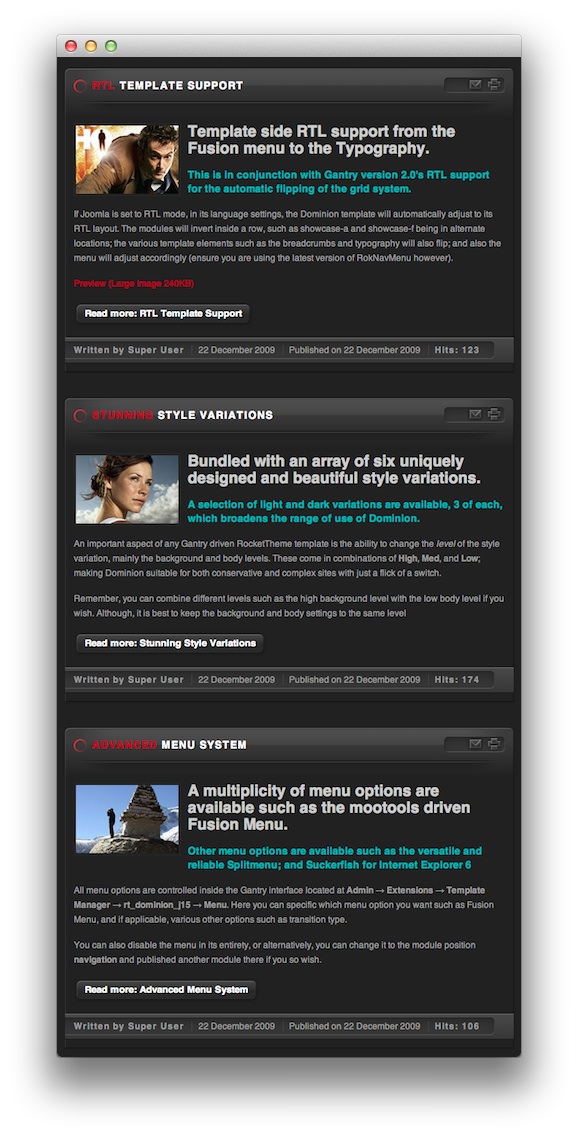 RTL TEMPLATE SUPPORT
Template side RTL support from the
Fusion menu to the Typography.
This is in conjunction with Gantry version 2.0's RTL support
for the automatic flipping of the grid system.
If Joomla is set to RTL mode, in its language settings, the Dominion template will automatically adjust to its
RTL layout. The modules will invert inside a row, such as showcase-a and showcase-f being in alternate
locations; the various template elements such as the breadcrumbs and typography will also flip; and also the
menu will adjust accordingly (ensure you are using the latest version of RokNavMenu however).
Preview (Large image 240KB)
Read more: RTL Template Support
Written by Super User 22 December 2009 Published on 22 December 2009 Hits: 123
STUNNING STYLE VARIATIONS
Bundled with an array of six uniquely
designed and beautiful style variations.
A selection of light and dark variations are available, 3 of each,
which broadens the range of use of Dominion.
An important aspect of any Gantry driven RocketTheme template is the ability to change the level of the style
variation, mainly the background and body levels. These come in combinations of High, Med, and Low;
making Dominion suitable for both conservative and complex sites with just a flick of a switch.
Remember, you can combine different levels such as the high background level with the low body level if you
wish. Although, it is best to keep the background and body settings to the same level
Read more: Stunning Style Variations
Written by Super User 22 December 2009 Published on 22 December 2009 Hits: 174
ADVANCED MENU SYSTEM
A multiplicity of menu options are
available such as the mootools driven
Fusion Menu.
Other menu options are available such as the versatile and
reliable Splitmenu; and Suckerfish for Internet Explorer 6
All menu options are controlled inside the Gantry interface located at Admin → Extensions → Template
Manager → rt_dominion_j15 → Menu. Here you can specific which menu option you want such as Fusion
Menu, and if applicable, various other options such as transition type.
You can also disable the menu in its entirety, or alternatively, you can change it to the module position
navigation and published another module there if you so wish.
Read more: Advanced Menu System
Written by Super User 22 December 2009 Published on 22 December 2009 Hits: 106